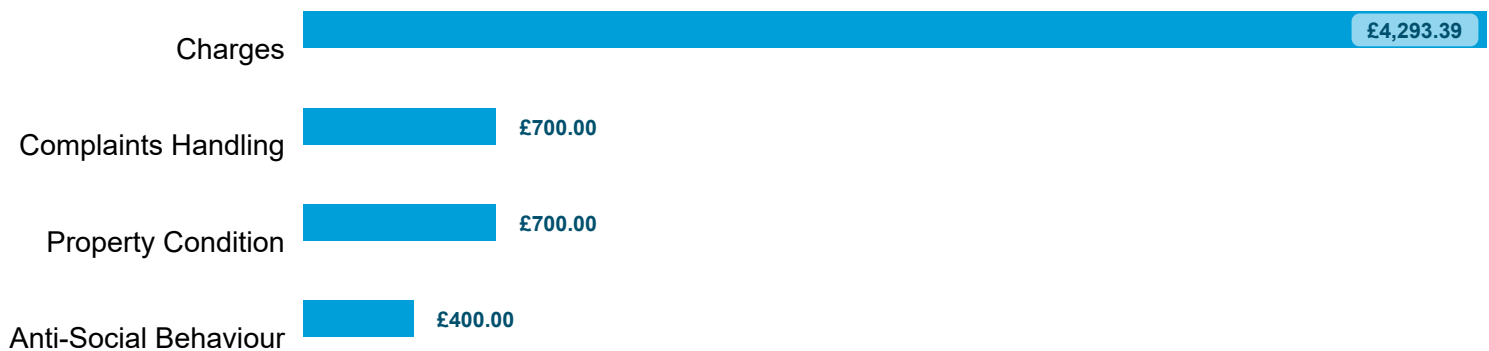 Charges £4,293.39
Complaints Handling £700.00
Property Condition £700.00
Anti-Social Behaviour £400.00